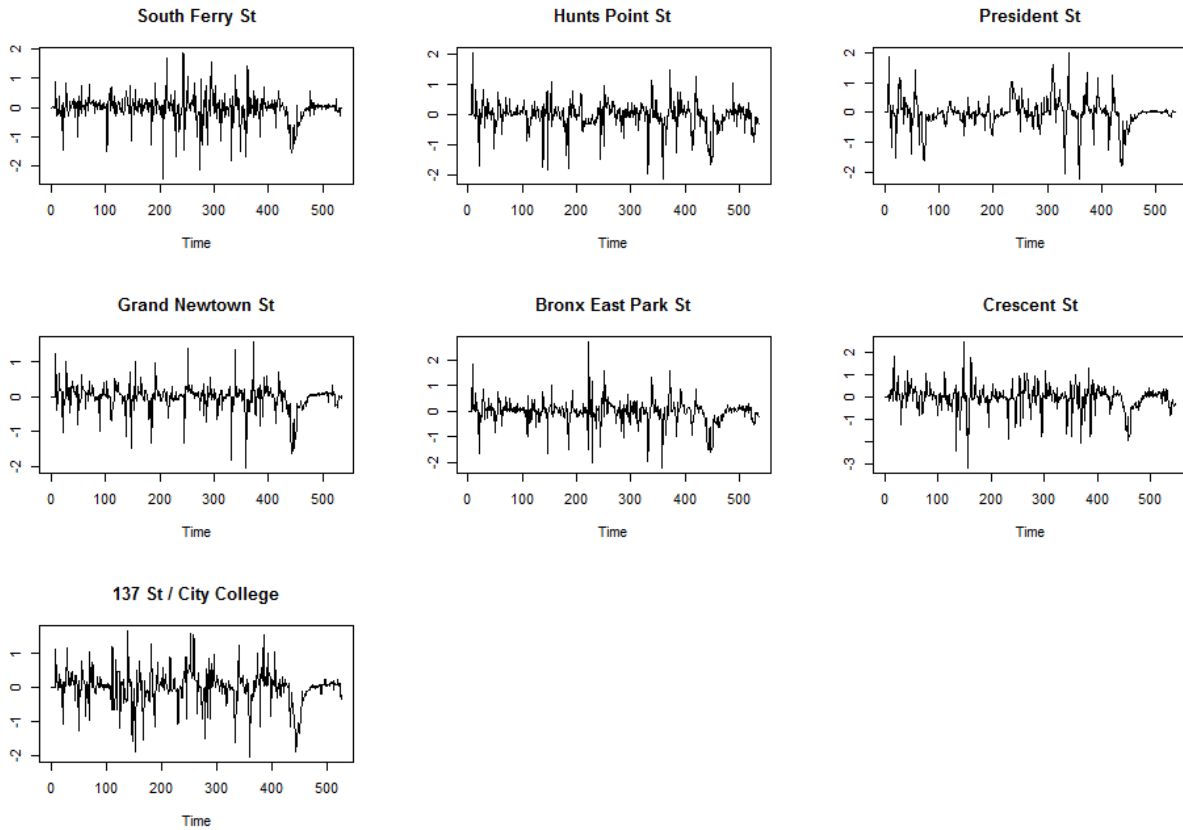 South Ferry St
2
1
0
-1
-2
0 100 200 300 400 500
Time
Hunts Point St
2
1
0
-1
-2
0 100 200 300 400 500
Time
President St
2
1
0
-1
-2
0 100 200 300 400 500
Time
Grand Newtown St
1
0
-1
-2
0 100 200 300 400 500
Time
Bronx East Park St
2
1
0
-1
-2
0 100 200 300 400 500
Time
Crescent St
2
1
0
-1
-3
0 100 200 300 400 500
Time
137 St / City College
1
0
-1
-2
0 100 200 300 400 500
Time